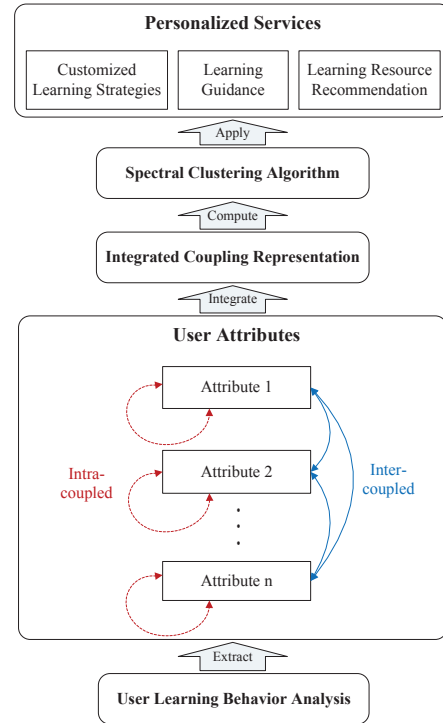 Personalized Services
Customized
Learning Strategies
Learning
Guidance
Learning Resource
Recommendation
Apply
Spectral Clustering Algorithm
Compute
Integrated Coupling Representation
Integrate
User Attributes
Attribute 1
Intra-
coupled
Attribute 2
Inter-
coupled
Attribute n
Extract
User Learning Behavior Analysis